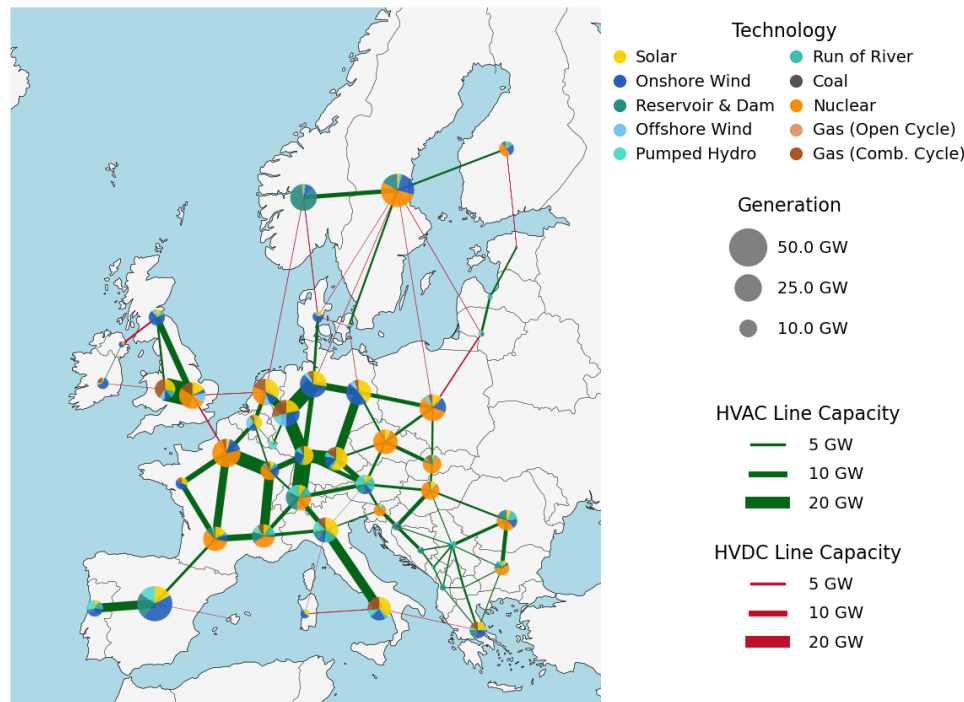 Technology
Solar
Onshore Wind
Reservoir & Dam
Offshore Wind
Pumped Hydro
Run of River
Coal
Nuclear
Gas (Open Cycle)
Gas (Comb. Cycle)
Generation
50.0 GW
25.0 GW
10.0 GW
HVAC Line Capacity
5 GW
10 GW
20 GW
HVDC Line Capacity
5 GW
10 GW
20 GW